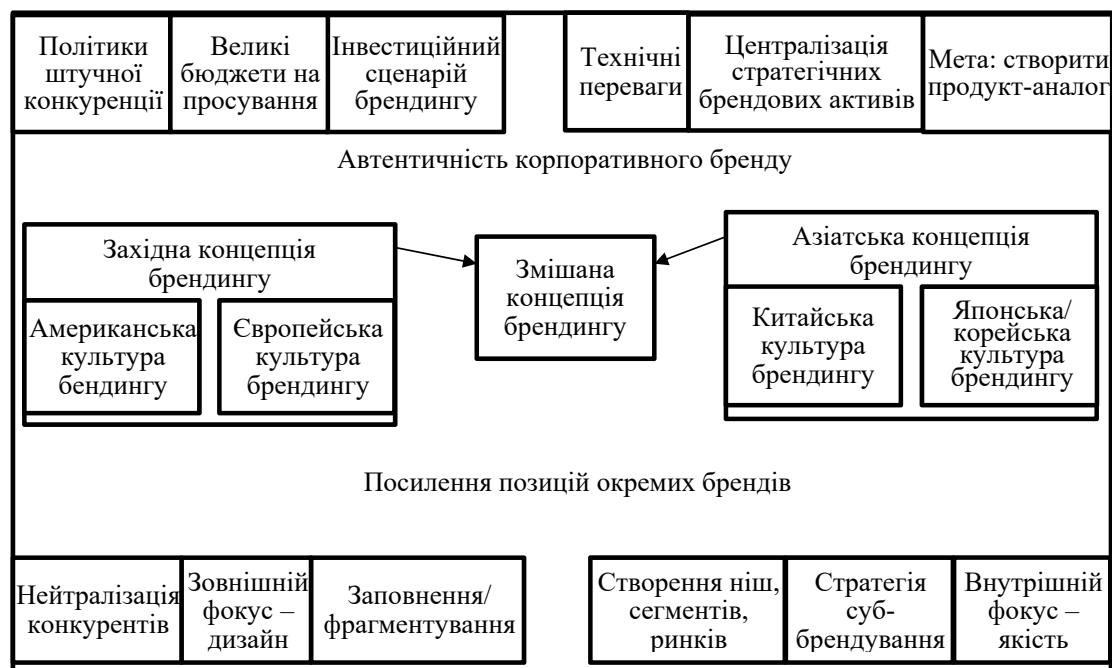 Політики
штучної
конкуренції
Великі
бюджети на
просування
Інвестиційний
сценарій
брендингу
Технічні
переваги
Централізація
стратегічних
брендових активів
Мета: створити
продукт-аналог
Автентичність корпоративного бренду
Західна концепція
брендингу
Американська
культура
бендингу
Європейська
культура
брендингу
Змішана
концепція
брендингу
Азіатська концепція
брендингу
Китайська
культура
брендингу
Японська/
корейська
культура
брендингу
Посилення позицій окремих брендів
Нейтралізація
конкурентів
Зовнішній
фокус –
дизайн
Заповнення/
фрагментування
Створення ніш,
сегментів,
ринків
Стратегія
суб-
брендування
Внутрішній
фокус –
якість